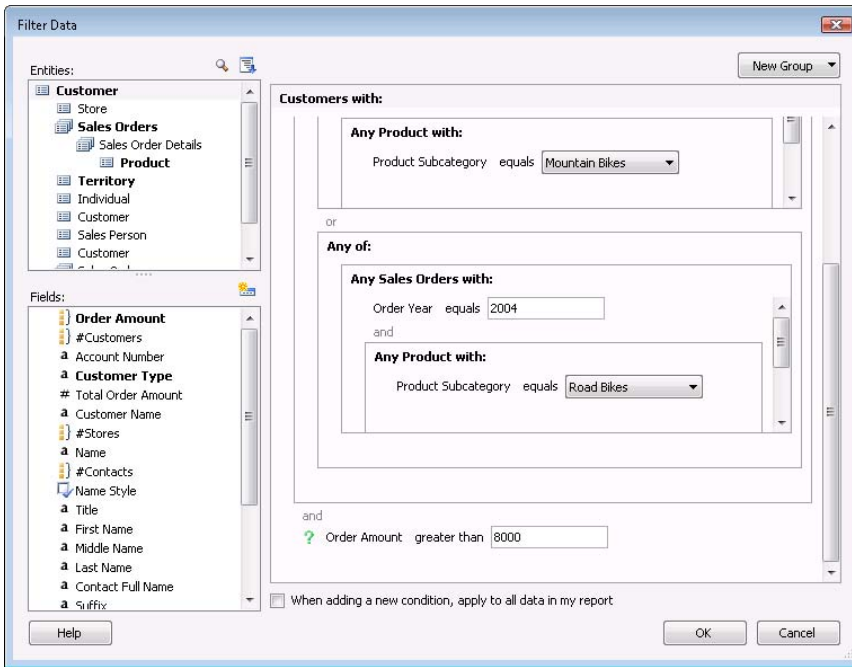 Filter Data
Entities:
New Group
Customer
Store
Sales Orders
Sales Order Details
Product
Territory
Individual
Customer
Sales Person
Customer
Fields:
Order Amount
#Customers
Account Number
Customer Type
Total Order Amount
Customer Name
#Stores
Name
#Contacts
Name Style
Title
First Name
Middle Name
Last Name
Contact Full Name
Suffix
Customers with:
Any Product with:
Product Subcategory equals Mountain Bikes
or
Any of:
Any Sales Orders with:
Order Year equals 2004
and
Any Product with:
Product Subcategory equals Road Bikes
and
? Order Amount greater than 8000
When adding a new condition, apply to all data in my report
Help
OK
Cancel